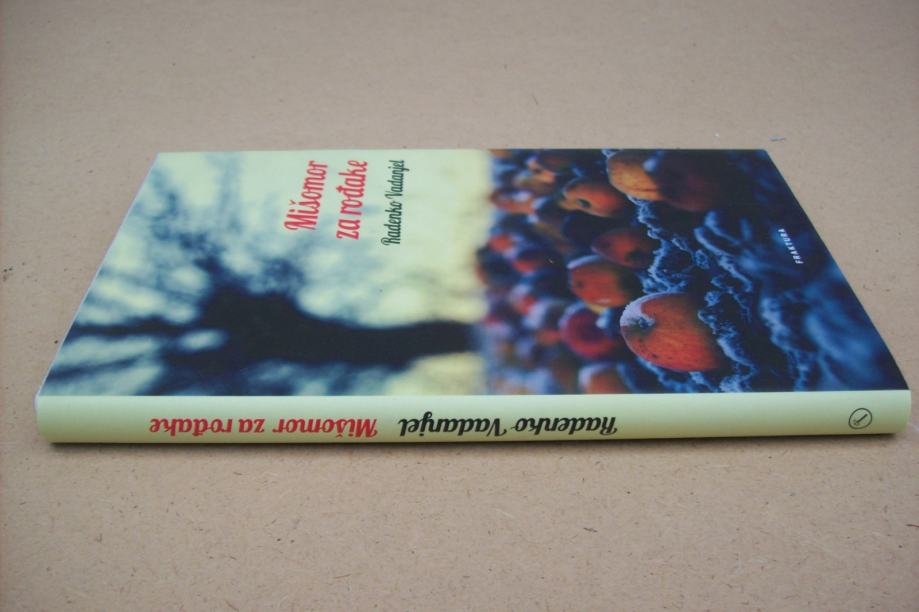 Mišomor
za rođake
Radenko Vadanjel
FRAKTURA
Radenko Vadanjel Mišomor za rođake